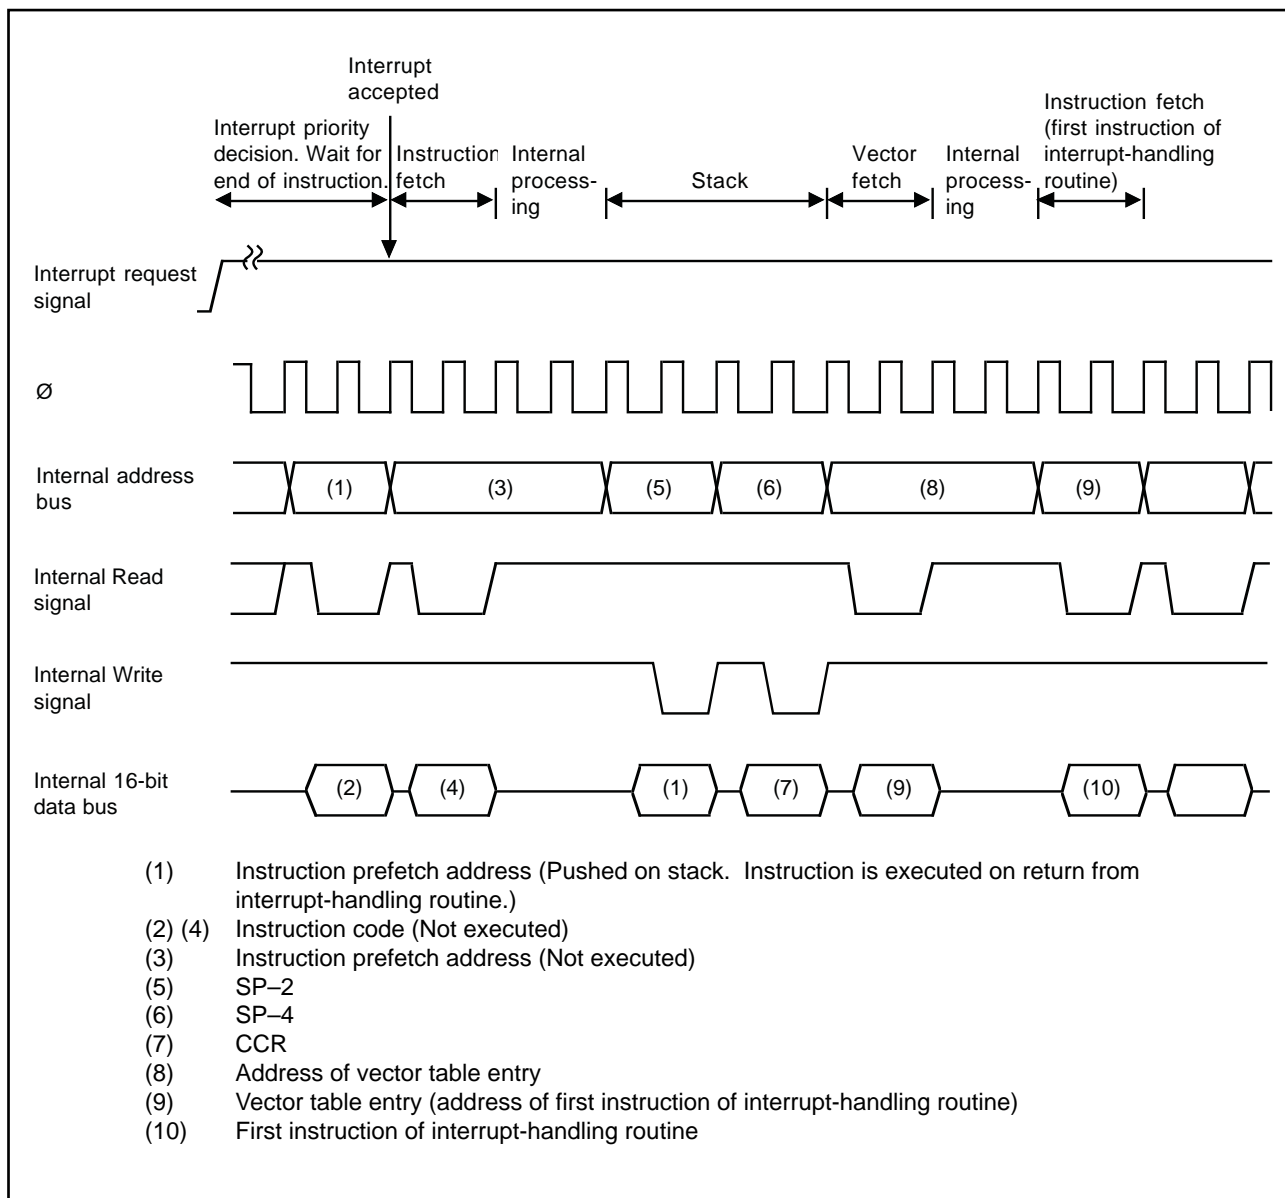 Interrupt
accepted
Interrupt priority
decision. Wait for
end of instruction.
Instruction
fetch
Internal
process-
ing
Stack
Vector
fetch
Internal
process-
ing
Instruction fetch
(first instruction of
interrupt-handling
routine)
Interrupt request
signal
Ø
Internal address
bus
(1) (3) (5) (6) (8) (9)
Internal Read
signal
Internal Write
signal
Internal 16-bit
data bus
(2) (4) (1) (7) (9) (10)
(1) Instruction prefetch address (Pushed on stack. Instruction is executed on return from
interrupt-handling routine.)
(2) (4) Instruction code (Not executed)
(3) Instruction prefetch address (Not executed)
(5) SP–2
(6) SP–4
(7) CCR
(8) Address of vector table entry
(9) Vector table entry (address of first instruction of interrupt-handling routine)
(10) First instruction of interrupt-handling routine